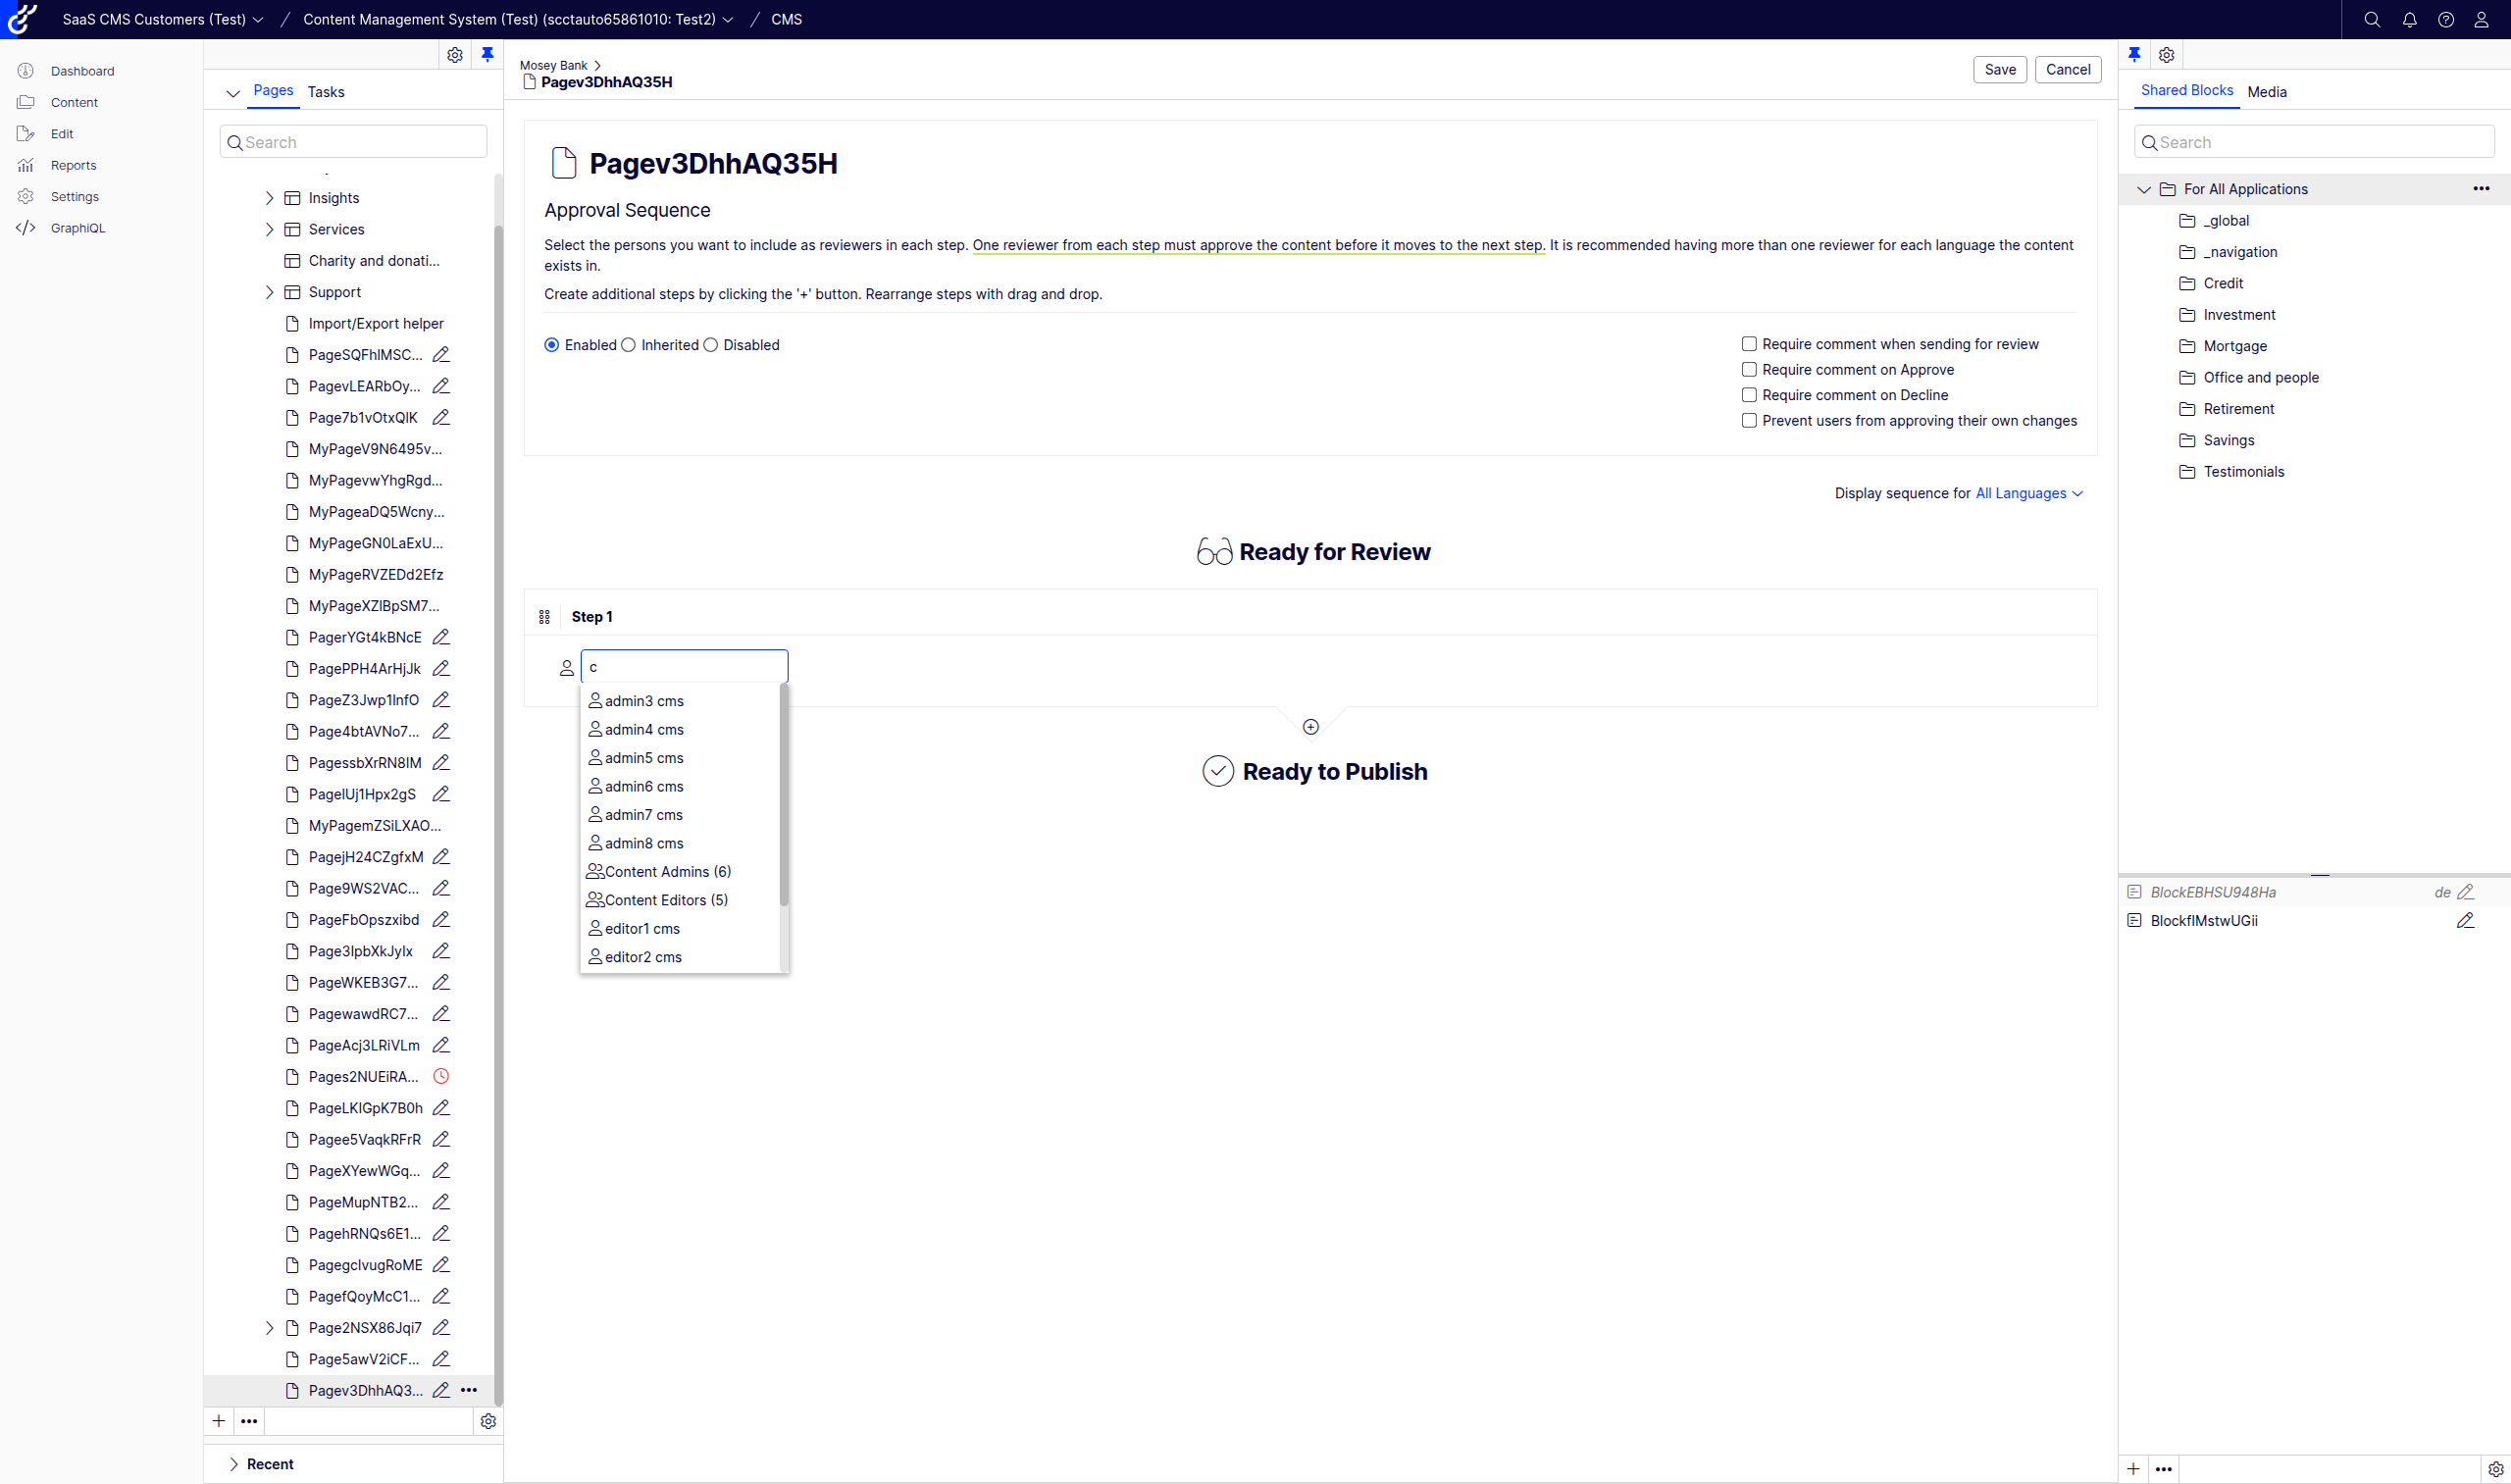 SaaS CMS Customers (Test) / Content Management System (Test) (scctauto65861010: Test2) / CMS
Dashboard
Content
Edit
Reports
Settings
GraphiQL
Pages Tasks
Search
Insights
Services
Charity and donati...
Support
Import/Export helper
PageSQFhlMSC...
PagevLEARbOy...
Page7b1vOtxQlK
MyPageV9N6495v...
MyPagevwYhgRgd...
MyPageaDQ5Wcny...
MyPageGN0LaExU...
MyPageRVZEDd2Efz
MyPageXZlBpSM7...
PagerYGt4kBNcE
PagePPH4ArHjJk
PageZ3Jwp1lnfO
Page4btAVNo7...
PagessbXrRN8lM
PagelUj1Hpx2gS
MyPagemZSiLXAO...
PagejH24CZgfxM
Page9WS2VAC...
PageFbOpszxibd
Page3lpbXkJylx
PageWKEB3G7...
PagewawdRC7...
PageAcj3LRiVLm
Pages2NUEiRA...
PageLKlGpK7B0h
Pagee5VaqkRFrR
PageXYewWGq...
PageMupNTB2...
PagehRNQs6E1...
PagegclvugRoME
PagefQoyMcC1...
Page2NSX86Jqi7
Page5awV2iCF...
Pagev3DhhAQ3...
Recent
Mosey Bank
Pagev3DhhAQ35H
Save Cancel
Pagev3DhhAQ35H
Approval Sequence
Select the persons you want to include as reviewers in each step. One reviewer from each step must approve the content before it moves to the next step. It is recommended having more than one reviewer for each language the content
exists in.
Create additional steps by clicking the '+' button. Rearrange steps with drag and drop.
Enabled Inherited Disabled
Require comment when sending for review
Require comment on Approve
Require comment on Decline
Prevent users from approving their own changes
Display sequence for All Languages
Ready for Review
Step 1
c
admin3 cms
admin4 cms
admin5 cms
admin6 cms
admin7 cms
admin8 cms
Content Admins (6)
Content Editors (5)
editor1 cms
editor2 cms
Ready to Publish
Shared Blocks Media
Search
For All Applications
_global
_navigation
Credit
Investment
Mortgage
Office and people
Retirement
Savings
Testimonials
BlockEBHSU948Ha de
BlockflMstwUGii